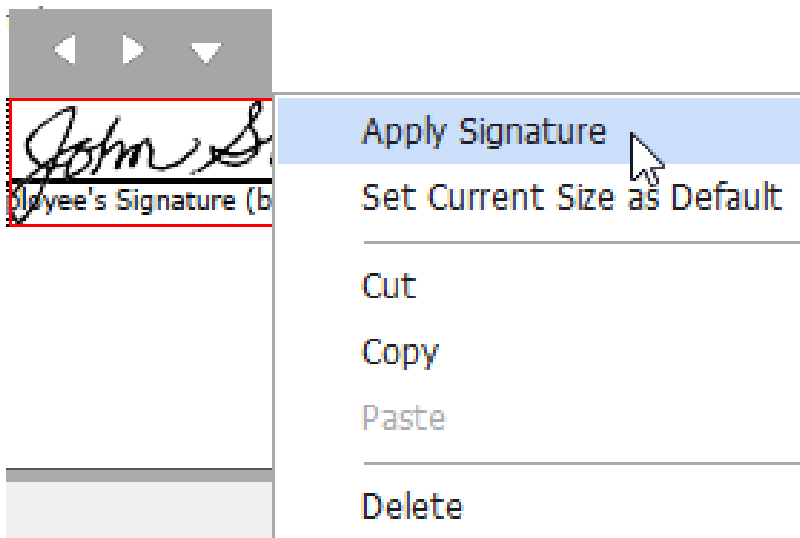 John S
ployee's Signature (b
Apply Signature
Set Current Size as Default
Cut
Copy
Paste
Delete